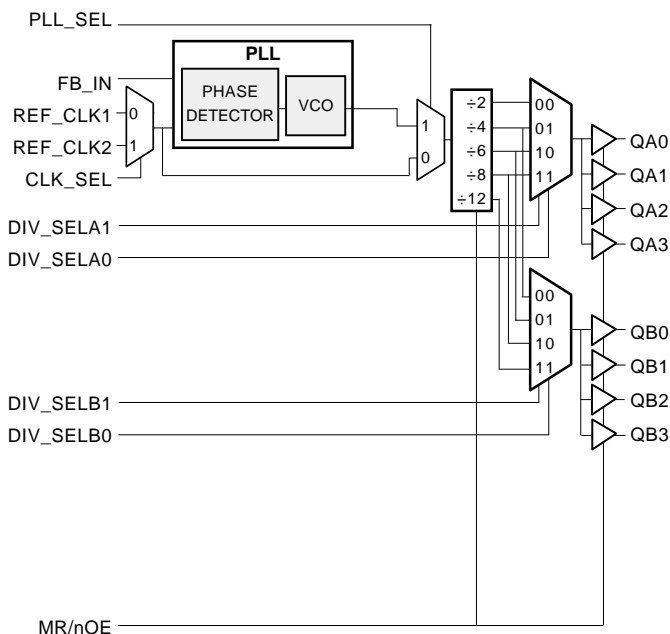 PLL_SEL
PLL
FB_IN
PHASE
DETECTOR
VCO
REF_CLK1
0
REF_CLK2
1
CLK_SEL
1
0
÷2
÷4
÷6
÷8
÷12
00
01
10
11
QA0
QA1
QA2
QA3
DIV_SELA1
DIV_SELA0
00
01
10
11
QB0
QB1
QB2
QB3
DIV_SELB1
DIV_SELB0
MR/nOE